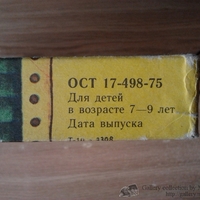 ОСТ 17-498-75
Для детей
в возрасте 7—9 лет
Дата выпуска